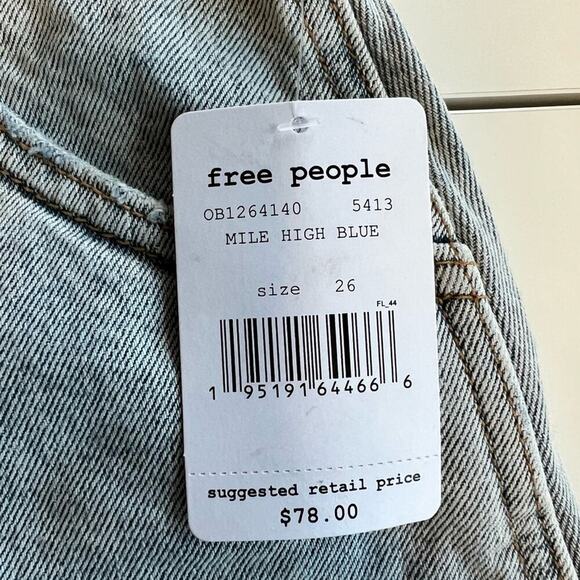 free people
OB1264140 5413
MILE HIGH BLUE
size 26
FL_44
1 95191 64466 6
suggested retail price
$78.00